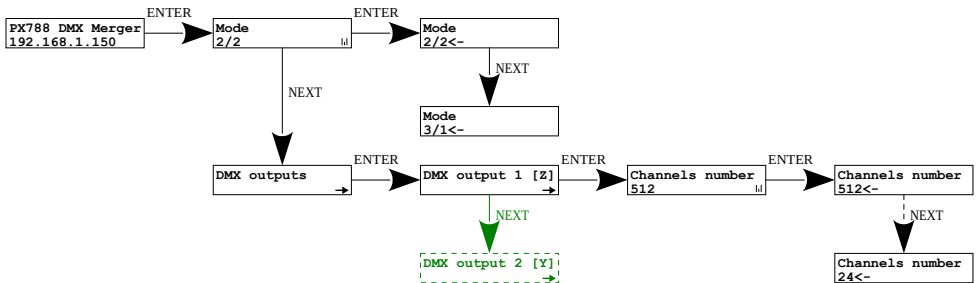 ENTER
ENTER
PX788 DMX Merger
192.168.1.150
Mode
2/2
Mode
2/2<-
NEXT
NEXT
Mode
3/1<-
ENTER
ENTER
ENTER
DMX outputs
DMX output 1 [Z]
Channels number
512
Channels number
512<-
NEXT
NEXT
DMX output 2 [Y]
Channels number
24<-